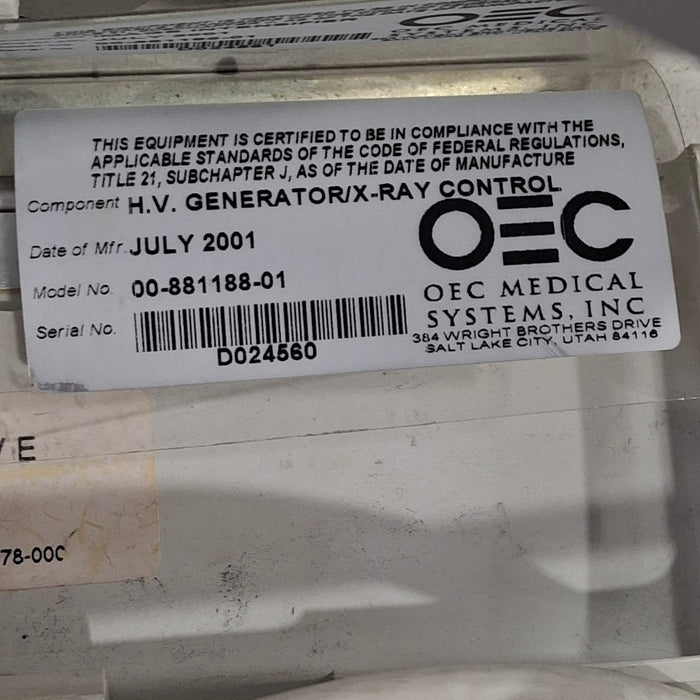 OEC MEDICAL
THIS EQUIPMENT IS CERTIFIED TO BE IN COMPLIANCE WITH THE
APPLICABLE STANDARDS OF THE CODE OF FEDERAL REGULATIONS,
TITLE 21, SUBCHAPTER J, AS OF THE DATE OF MANUFACTURE
Component H.V. GENERATOR/X-RAY CONTROL
Date of Mfr. JULY 2001
Model No. 00-881188-01
Serial No.
D024560
OEC
OEC MEDICAL
SYSTEMS, INC
384 WRIGHT BROTHERS DRIVE
SALT LAKE CITY, UTAH 84116
E
78-00C